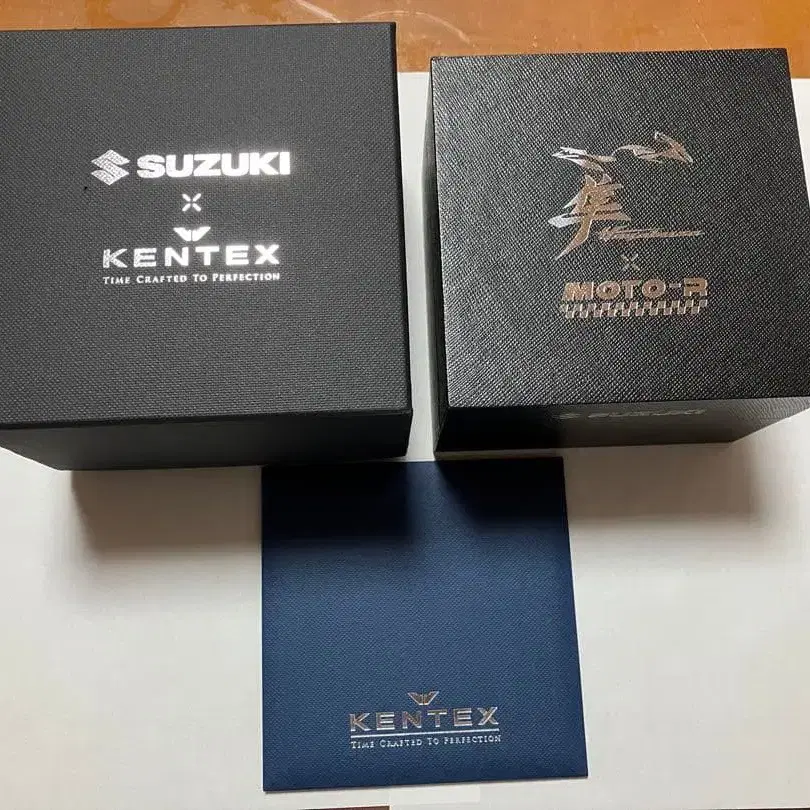 SUZUKI
×
KENTEX
TIME CRAFTED TO PERFECTION
隼
×
MOTO-R
SUZUKI
KENTEX
TIME CRAFTED TO PERFECTION